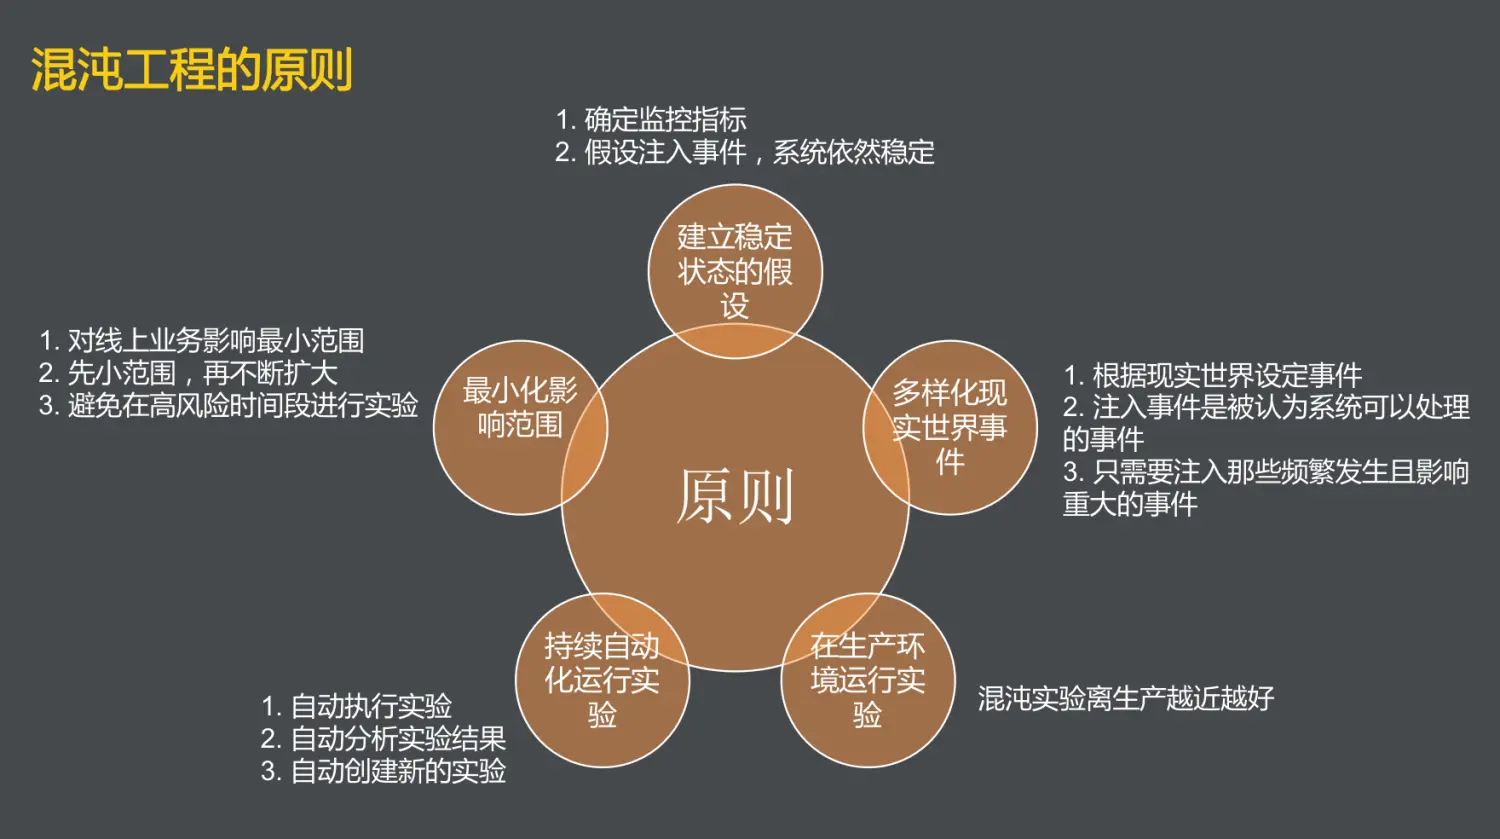 混沌工程的原则
1. 确定监控指标
2. 假设注入事件，系统依然稳定
建立稳定
状态的假
设
1. 对线上业务影响最小范围
2. 先小范围，再不断扩大
3. 避免在高风险时间段进行实验
最小化影
响范围
多样化现
实世界事
件
1. 根据现实世界设定事件
2. 注入事件是被认为系统可以处理
的事件
3. 只需要注入那些频繁发生且影响
重大的事件
原则
持续自动
化运行实
验
1. 自动执行实验
2. 自动分析实验结果
3. 自动创建新的实验
在生产环
境运行实
验
混沌实验离生产越近越好